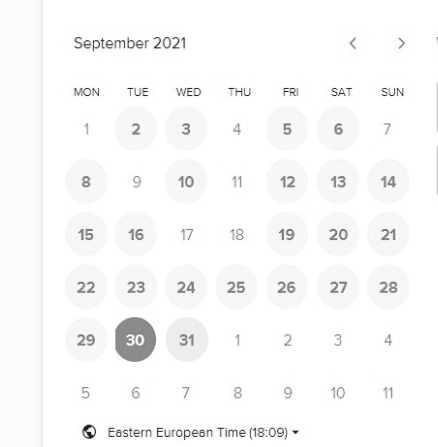 September 2021
MON TUE WED THU FRI SAT SUN
1 2 3 4 5 6 7
8 9 10 11 12 13 14
15 16 17 18 19 20 21
22 23 24 25 26 27 28
29 30 31 1 2 3 4
5 6 7 8 9 10 11
Eastern European Time (18:09)